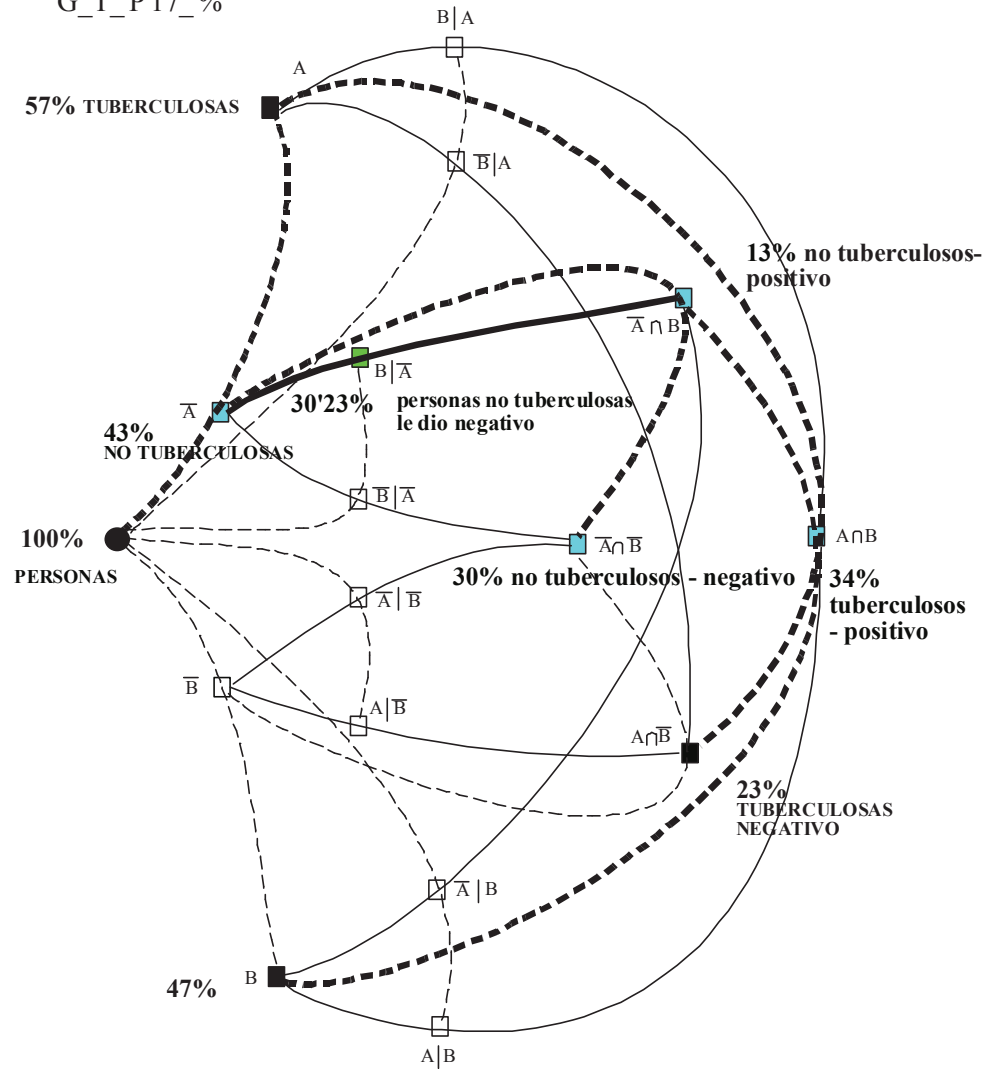 B|A
A
57% TUBERCULOSAS
B̅|A
13% no tuberculosos-
positivo
A̅∩B
B|A̅
30'23% personas no tuberculosas
le dio negativo
A̅
43%
NO TUBERCULOSAS
B̅|A̅
100%
PERSONAS
A̅∩B̅
A∩B
30% no tuberculosos - negativo
34%
tuberculosos
- positivo
A̅|B̅
B̅
A|B̅
A∩B̅
23%
TUBERCULOSAS
NEGATIVO
A̅|B
B
47%
A|B